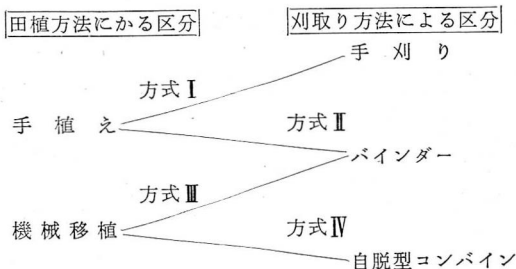 田植方法にかる区分
刈取り方法による区分
手刈り
方式Ⅰ
手植え
方式Ⅱ
バインダー
方式Ⅲ
機械移植
方式Ⅳ
自脱型コンバイン